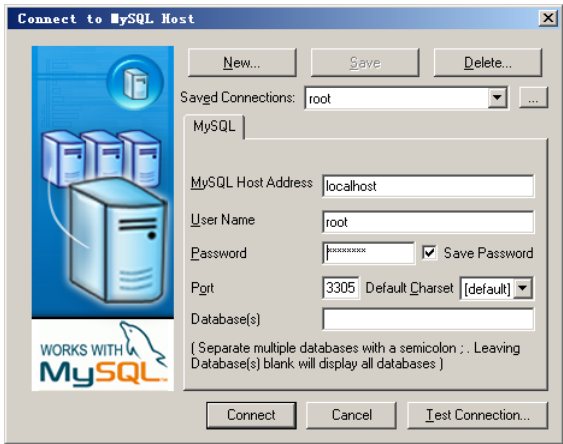 Connect to MySQL Host
New...
Save
Delete...
Saved Connections:
root
...
MySQL
MySQL Host Address
localhost
User Name
root
Password
********
Save Password
Port
3305
Default Charset
[default]
Database(s)
( Separate multiple databases with a semicolon ; . Leaving
Database(s) blank will display all databases )
WORKS WITH
MySQL
Connect
Cancel
Test Connection...